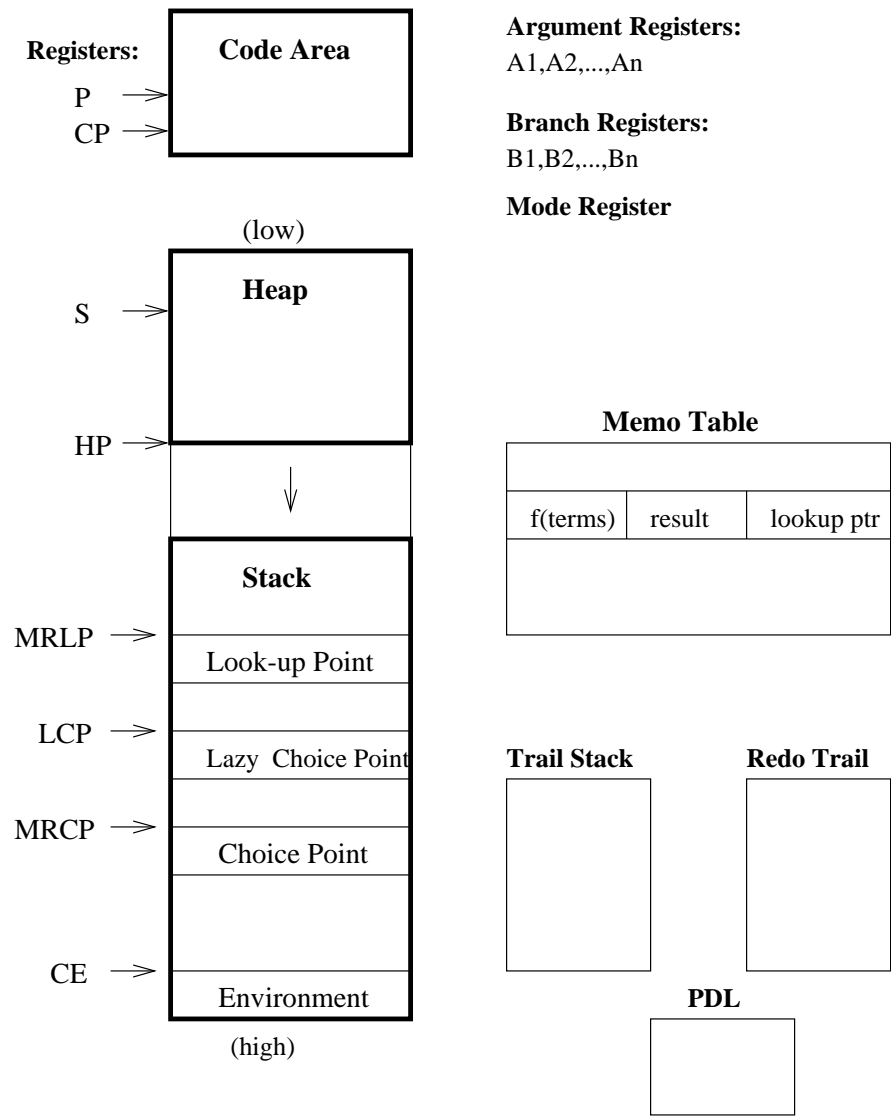 Registers:
Code Area
P
CP
Argument Registers:
A1,A2,...,An
Branch Registers:
B1,B2,...,Bn
Mode Register
(low)
Heap
S
HP
Memo Table
f(terms) result lookup ptr
Stack
MRLP
Look-up Point
LCP
Lazy Choice Point
MRCP
Choice Point
CE
Environment
(high)
Trail Stack
Redo Trail
PDL